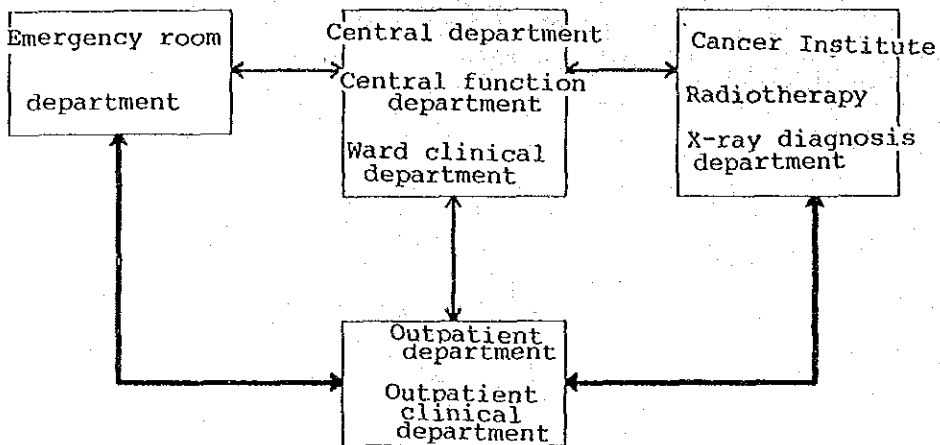 Emergency room
department
Central department
Central function
department
Ward clinical
department
Cancer Institute
Radiotherapy
X-ray diagnosis
department
Outpatient
department
Outpatient
clinical
department